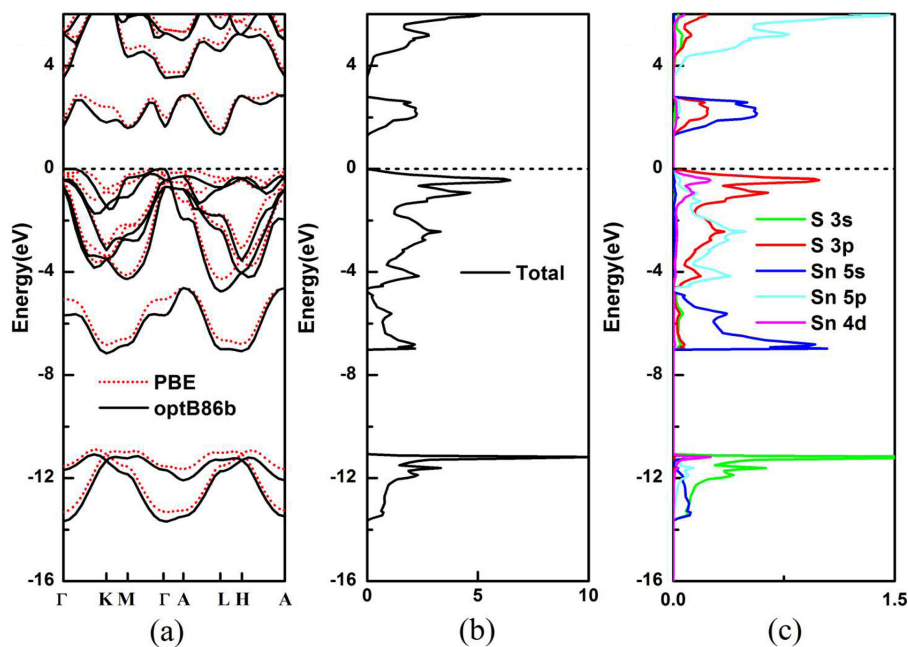 Energy(eV)
4
0
-4
-8
-12
-16
PBE
optB86b
Γ K M Γ A L H A
(a)
Energy(eV)
4
0
-4
-8
-12
-16
Total
0 5 10
(b)
Energy(eV)
4
0
-4
-8
-12
-16
S 3s
S 3p
Sn 5s
Sn 5p
Sn 4d
0.0 1.5
(c)